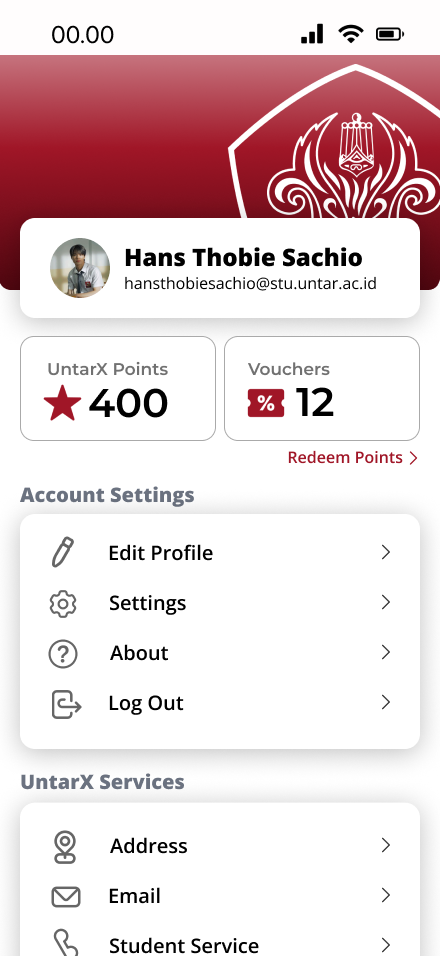 00.00
Hans Thobie Sachio
hansthobiesachio@stu.untar.ac.id
UntarX Points
400
Vouchers
%
12
Redeem Points
Account Settings
Edit Profile
Settings
?
About
Log Out
UntarX Services
Address
Email
Student Service